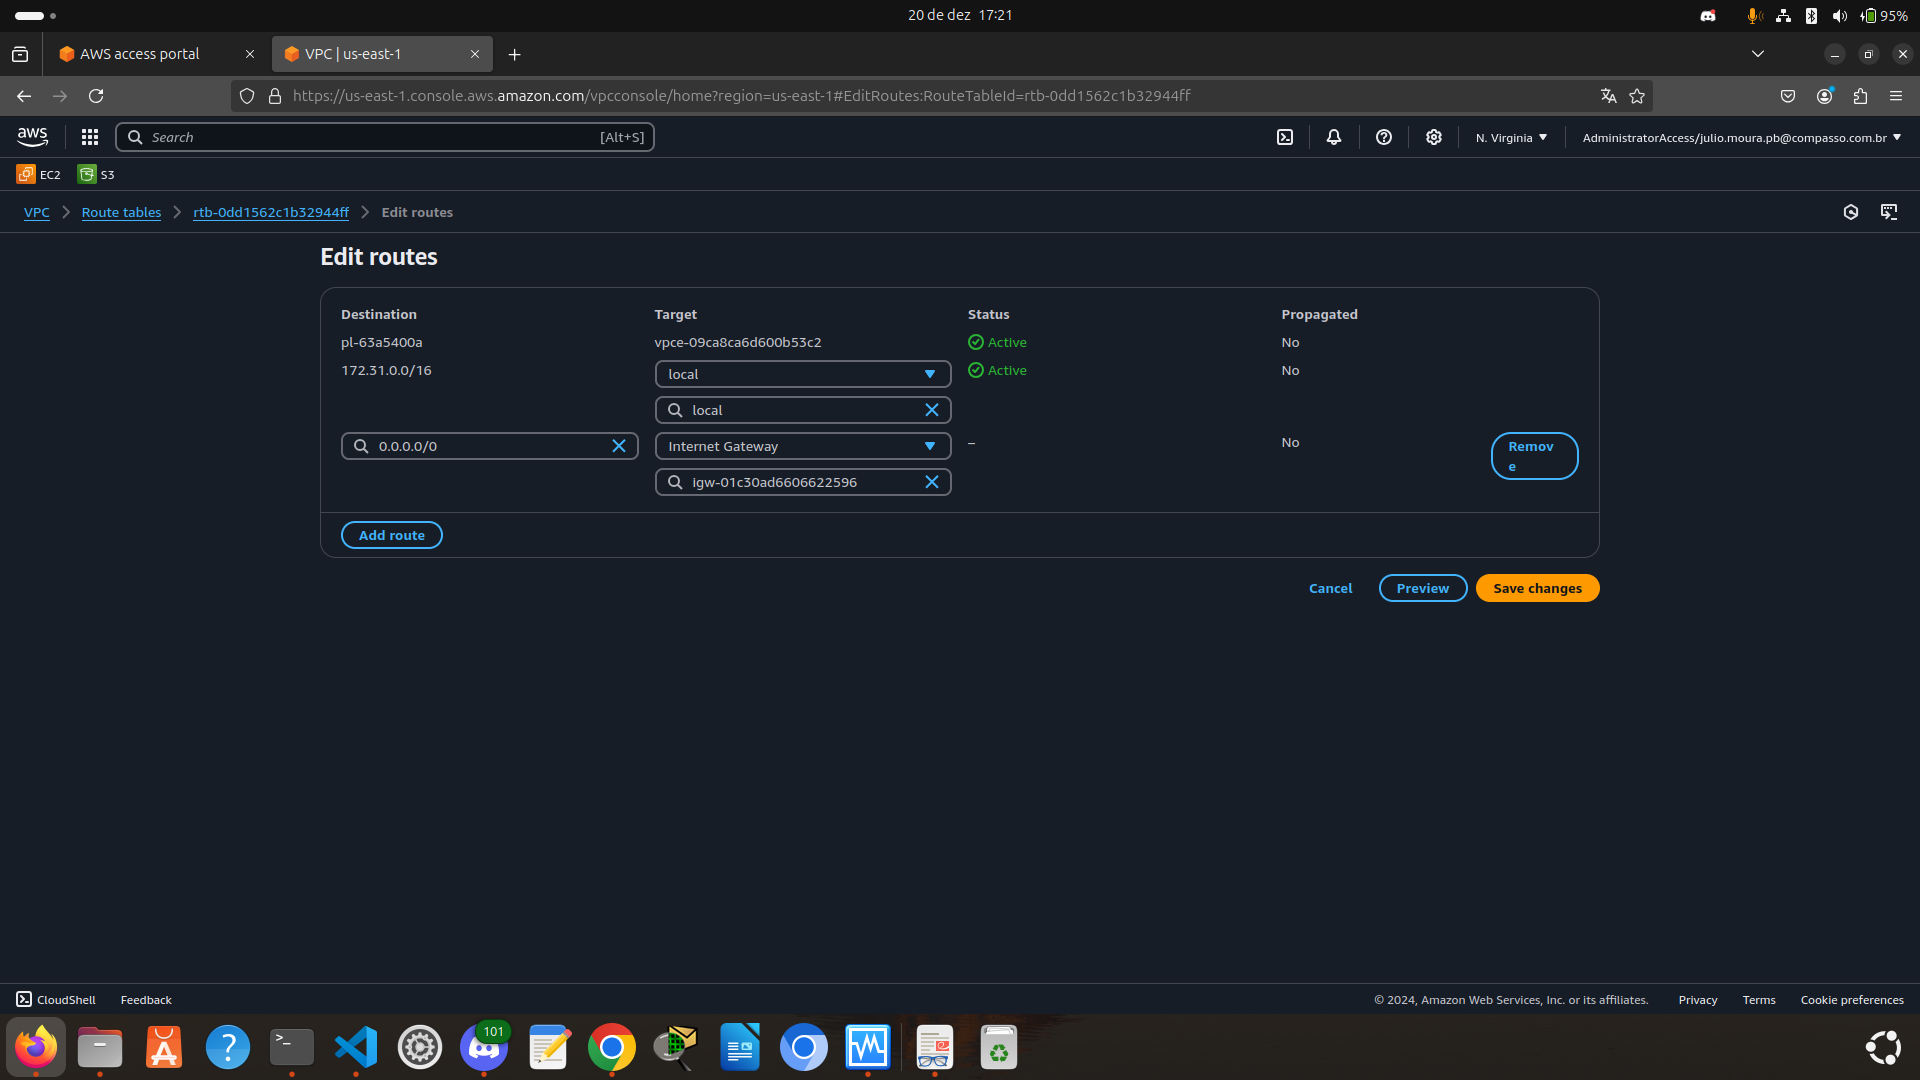 20 de dez 17:21
95%
AWS access portal
VPC | us-east-1
https://us-east-1.console.aws.amazon.com/vpcconsole/home?region=us-east-1#EditRoutes:RouteTableId=rtb-0dd1562c1b32944ff
aws
Search
[Alt+S]
N. Virginia
AdministratorAccess/julio.moura.pb@compasso.com.br
EC2
S3
VPC
Route tables
rtb-0dd1562c1b32944ff
Edit routes
Edit routes
Destination
Target
Status
Propagated
pl-63a5400a
vpce-09ca8ca6d600b53c2
Active
No
172.31.0.0/16
local
Active
No
local
0.0.0.0/0
Internet Gateway
–
No
Remov
e
igw-01c30ad6606622596
Add route
Cancel
Preview
Save changes
CloudShell
Feedback
© 2024, Amazon Web Services, Inc. or its affiliates.
Privacy
Terms
Cookie preferences
101